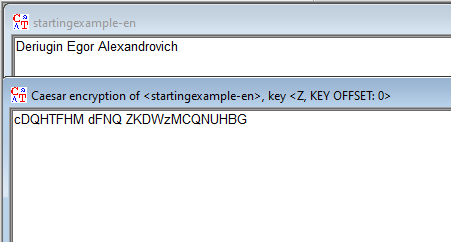 startingexample-en
Deriugin Egor Alexandrovich
Caesar encryption of <startingexample-en>, key <Z, KEY OFFSET: 0>
cDQHTFHM dFNQ ZKDWzMCQNUHBG